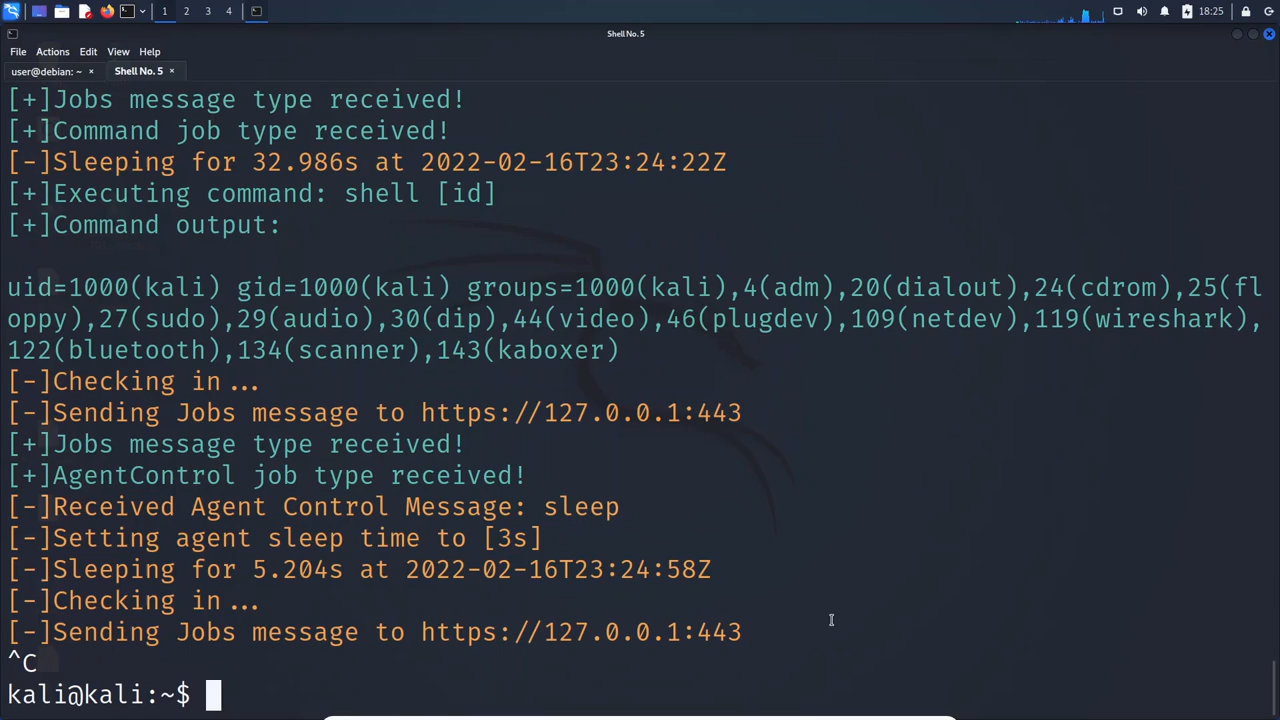 1 2 3 4 18:25
Shell No. 5
File Actions Edit View Help
user@debian: ~ × Shell No. 5 ×
[+]Jobs message type received!
[+]Command job type received!
[-]Sleeping for 32.986s at 2022-02-16T23:24:22Z
[+]Executing command: shell [id]
[+]Command output:
uid=1000(kali) gid=1000(kali) groups=1000(kali),4(adm),20(dialout),24(cdrom),25(fl
oppy),27(sudo),29(audio),30(dip),44(video),46(plugdev),109(netdev),119(wireshark),
122(bluetooth),134(scanner),143(kaboxer)
[-]Checking in...
[-]Sending Jobs message to https://127.0.0.1:443
[+]Jobs message type received!
[+]AgentControl job type received!
[-]Received Agent Control Message: sleep
[-]Setting agent sleep time to [3s]
[-]Sleeping for 5.204s at 2022-02-16T23:24:58Z
[-]Checking in...
[-]Sending Jobs message to https://127.0.0.1:443
^C
kali@kali:~$